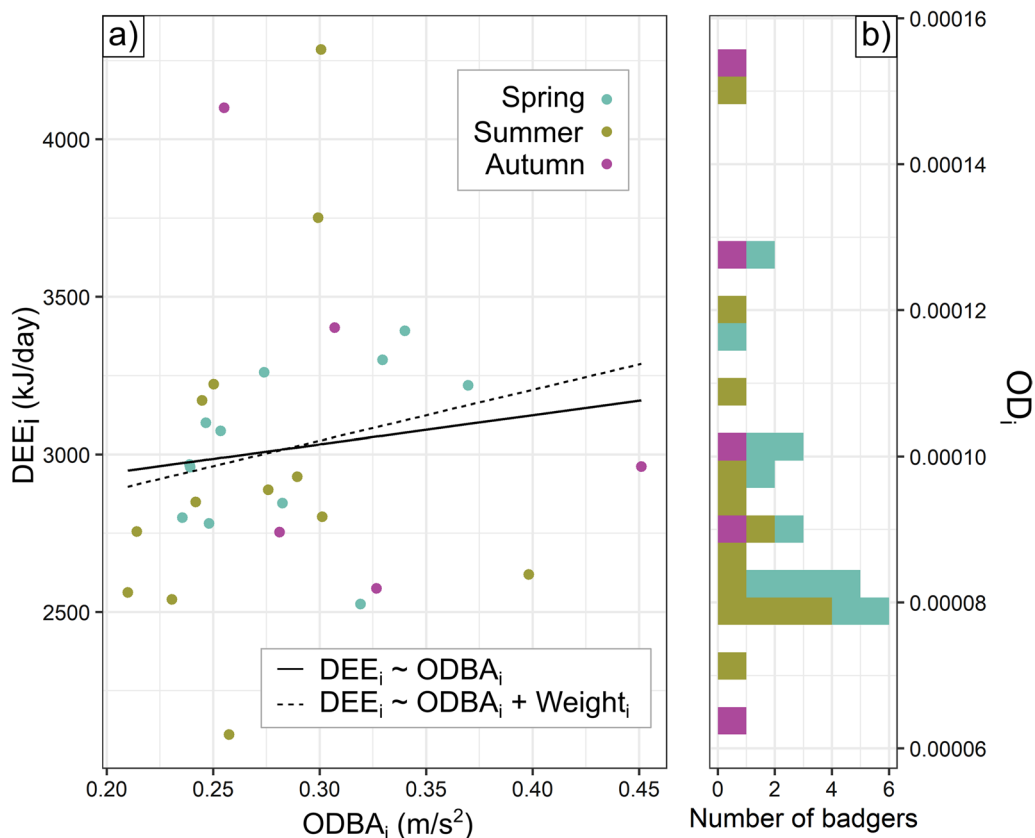 a)
Spring
Summer
Autumn
4000
3500
3000
2500
DEEᵢ (kJ/day)
DEEᵢ ~ ODBAᵢ
DEEᵢ ~ ODBAᵢ + Weightᵢ
0.20 0.25 0.30 0.35 0.40 0.45
ODBAᵢ (m/s²)
b)
0.00016
0.00014
0.00012
0.00010
0.00008
0.00006
ODᵢ
0 2 4 6
Number of badgers